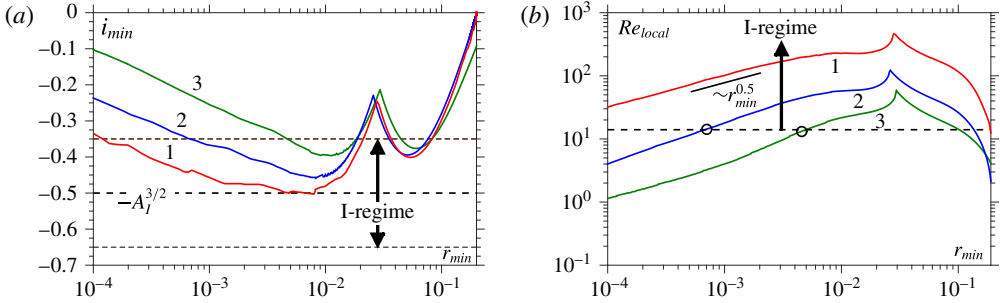 (a)
i_min
0
−0.1
−0.2
−0.3
−0.4
−0.5
−0.6
−0.7
3
2
1
−A_I^{3/2}
I-regime
r_min
10^{−4}
10^{−3}
10^{−2}
10^{−1}
(b)
Re_local
I-regime
10^3
10^2
10^1
10^0
10^{−1}
1
~r_min^{0.5}
2
3
r_min
10^{−4}
10^{−3}
10^{−2}
10^{−1}